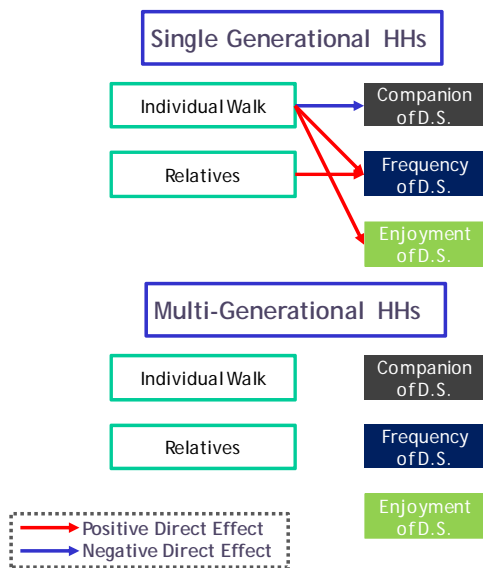 Single Generational HHs
Individual Walk
Companion
of D.S.
Relatives
Frequency
of D.S.
Enjoyment
of D.S.
Multi-Generational HHs
Individual Walk
Companion
of D.S.
Relatives
Frequency
of D.S.
Enjoyment
of D.S.
Positive Direct Effect
Negative Direct Effect